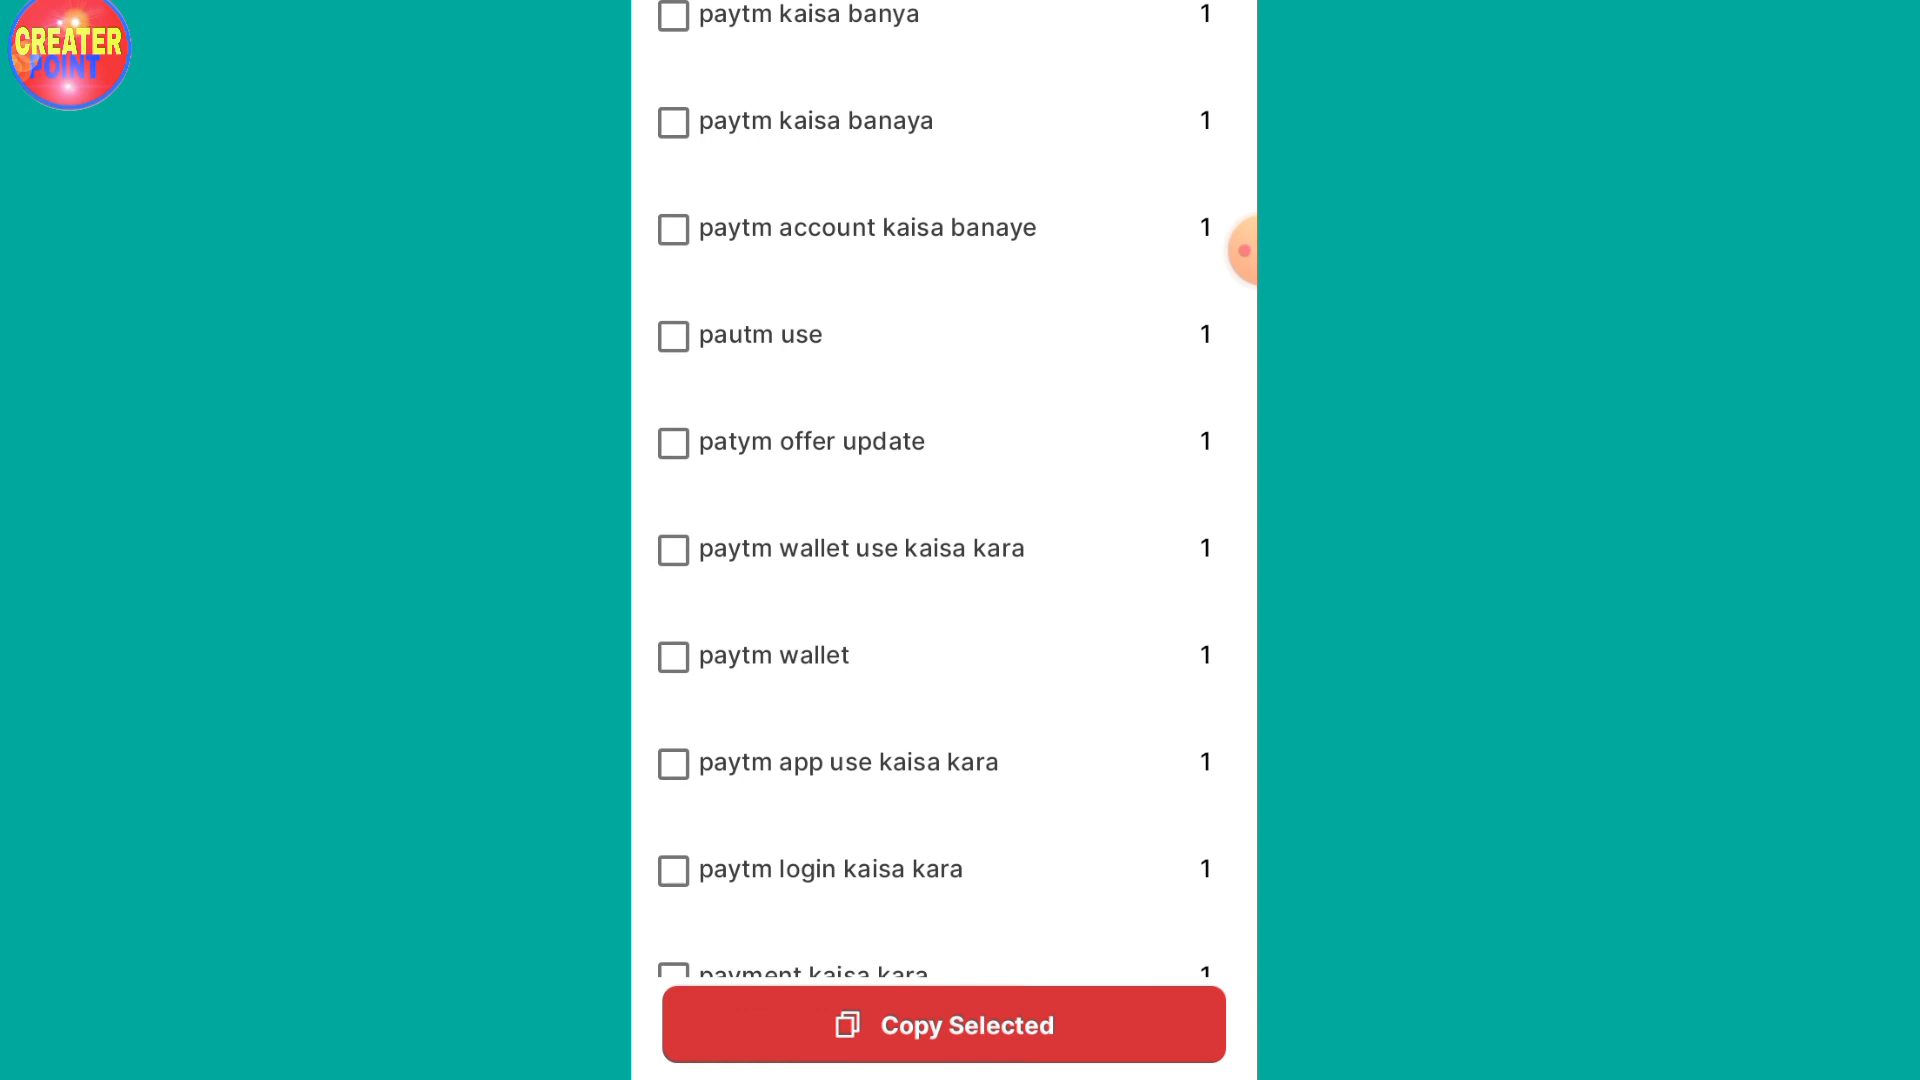 CREATER
POINT
paytm kaisa banya 1
paytm kaisa banaya 1
paytm account kaisa banaye 1
pautm use 1
patym offer update 1
paytm wallet use kaisa kara 1
paytm wallet 1
paytm app use kaisa kara 1
paytm login kaisa kara 1
payment kaisa kara 1
Copy Selected